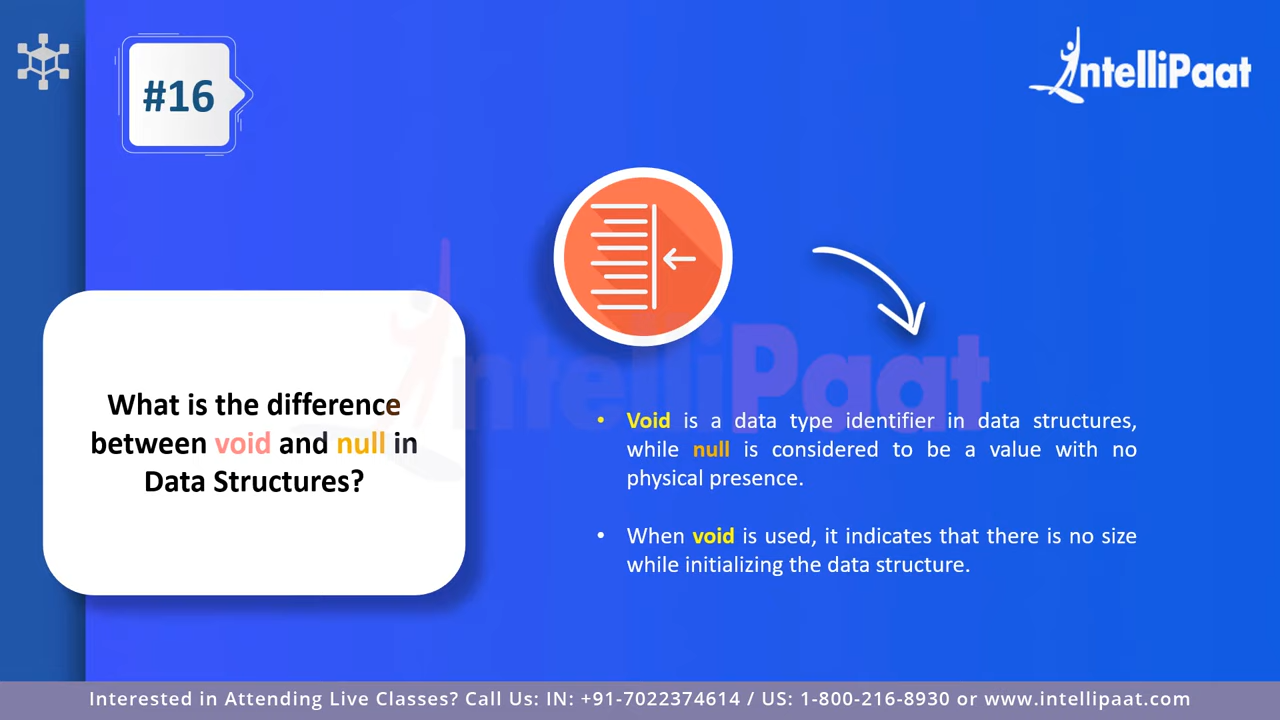 #16
IntelliPaat
What is the difference
between void and null in
Data Structures?
IntelliPaat
• Void is a data type identifier in data structures,
while null is considered to be a value with no
physical presence.
• When void is used, it indicates that there is no size
while initializing the data structure.
Interested in Attending Live Classes? Call Us: IN: +91-7022374614 / US: 1-800-216-8930 or www.intellipaat.com